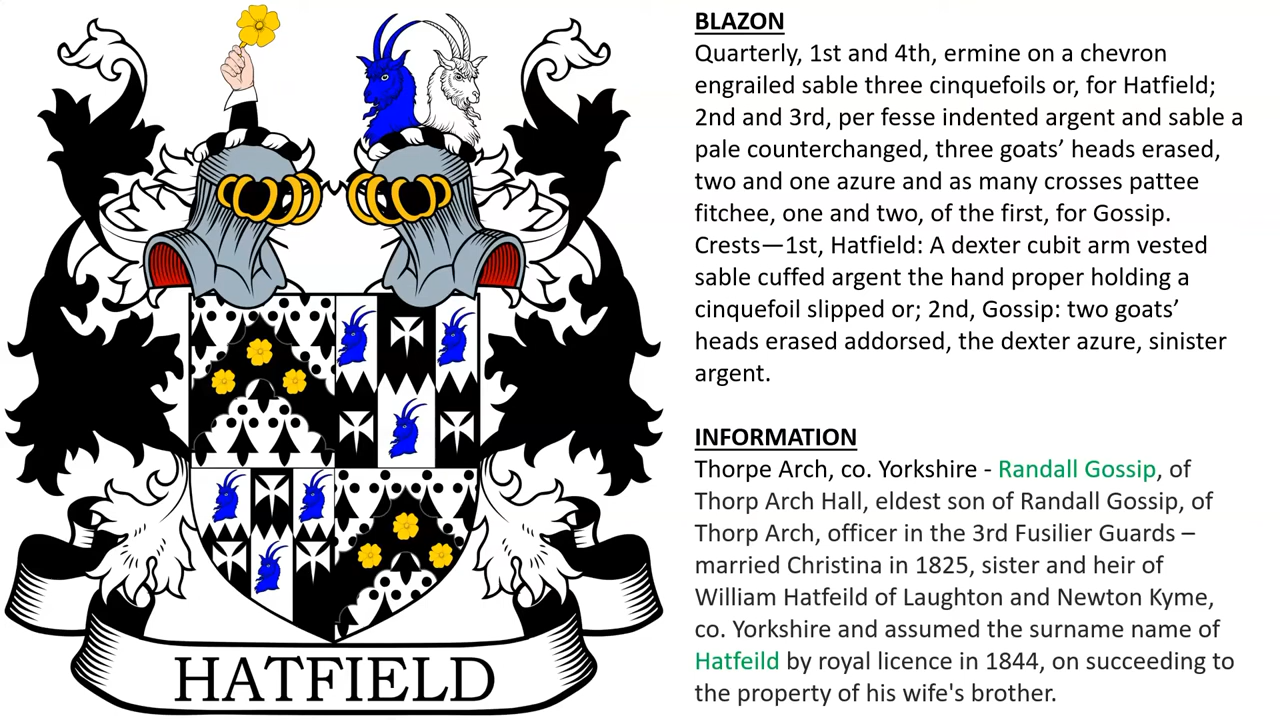 BLAZON
Quarterly, 1st and 4th, ermine on a chevron
engrailed sable three cinquefoils or, for Hatfield;
2nd and 3rd, per fesse indented argent and sable a
pale counterchanged, three goats’ heads erased,
two and one azure and as many crosses pattee
fitchee, one and two, of the first, for Gossip.
Crests—1st, Hatfield: A dexter cubit arm vested
sable cuffed argent the hand proper holding a
cinquefoil slipped or; 2nd, Gossip: two goats’
heads erased addorsed, the dexter azure, sinister
argent.
INFORMATION
Thorpe Arch, co. Yorkshire - Randall Gossip, of
Thorp Arch Hall, eldest son of Randall Gossip, of
Thorp Arch, officer in the 3rd Fusilier Guards –
married Christina in 1825, sister and heir of
William Hatfeild of Laughton and Newton Kyme,
co. Yorkshire and assumed the surname name of
Hatfeild by royal licence in 1844, on succeeding to
the property of his wife's brother.
HATFIELD